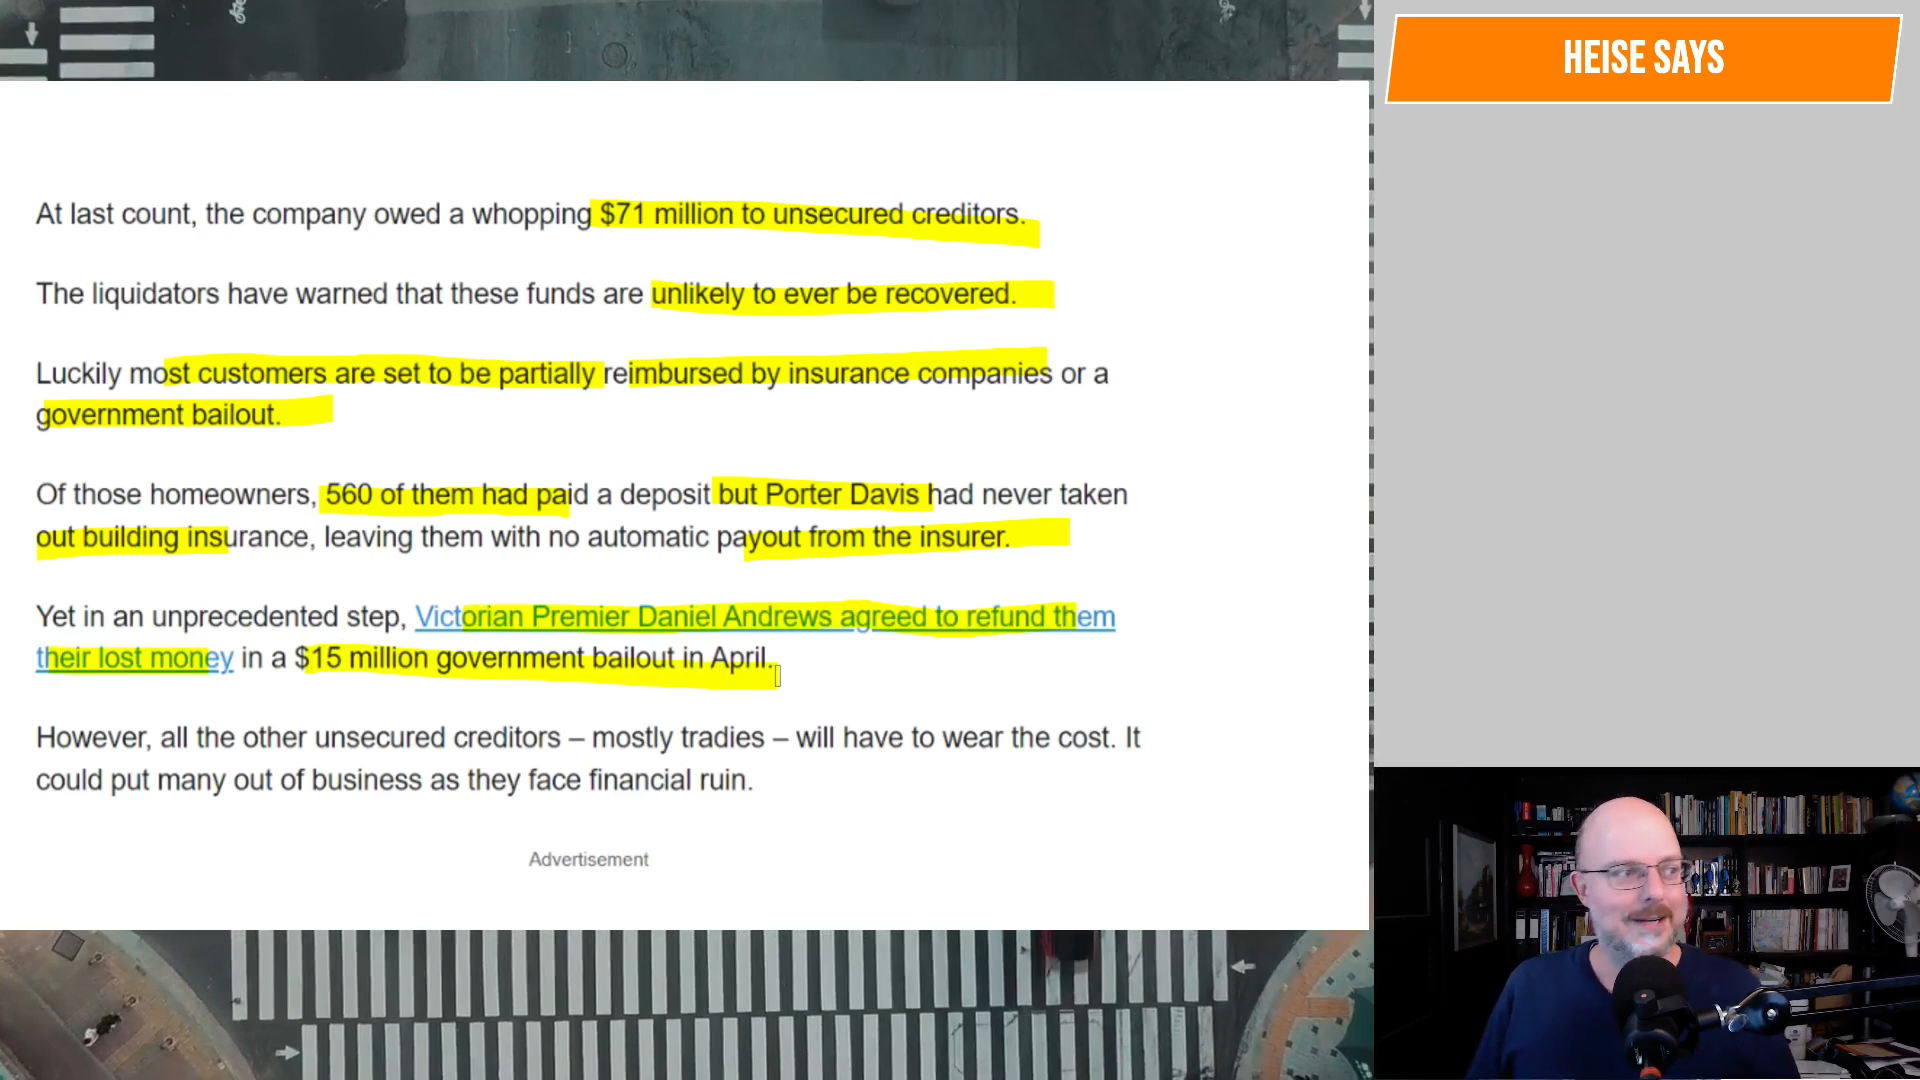 HEISE SAYS
At last count, the company owed a whopping $71 million to unsecured creditors.
The liquidators have warned that these funds are unlikely to ever be recovered.
Luckily most customers are set to be partially reimbursed by insurance companies or a
government bailout.
Of those homeowners, 560 of them had paid a deposit but Porter Davis had never taken
out building insurance, leaving them with no automatic payout from the insurer.
Yet in an unprecedented step, Victorian Premier Daniel Andrews agreed to refund them
their lost money in a $15 million government bailout in April.
However, all the other unsecured creditors – mostly tradies – will have to wear the cost. It
could put many out of business as they face financial ruin.
Advertisement